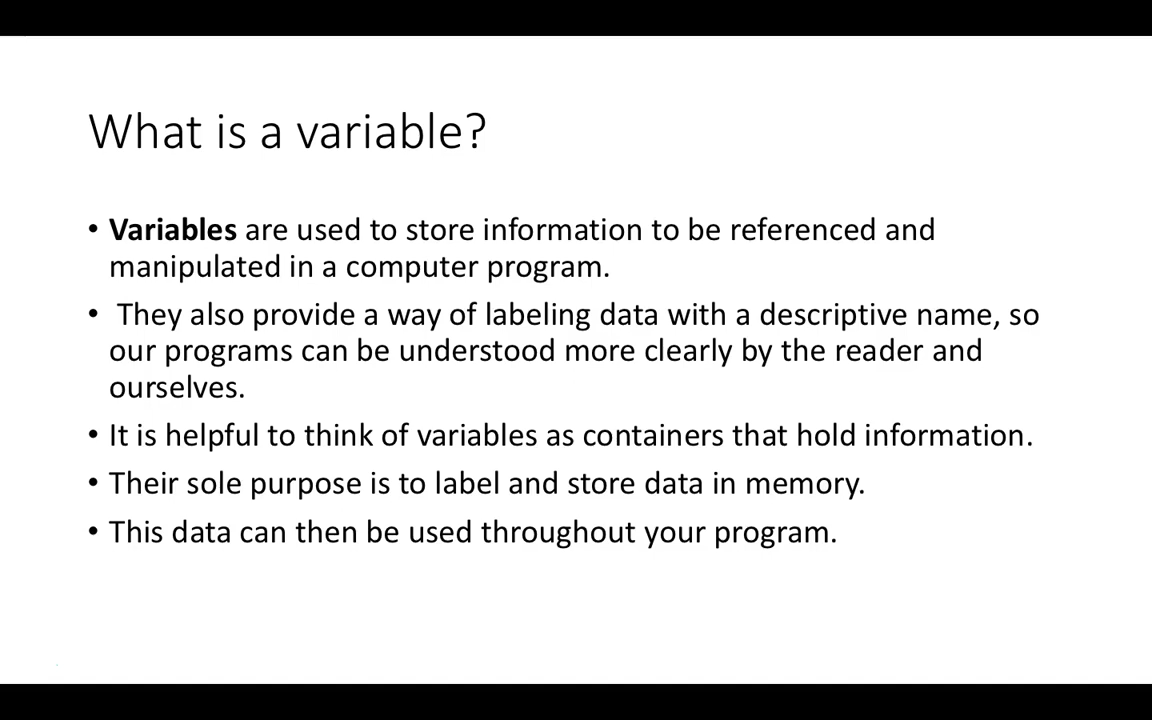 What is a variable?
• Variables are used to store information to be referenced and
manipulated in a computer program.
• They also provide a way of labeling data with a descriptive name, so
our programs can be understood more clearly by the reader and
ourselves.
• It is helpful to think of variables as containers that hold information.
• Their sole purpose is to label and store data in memory.
• This data can then be used throughout your program.